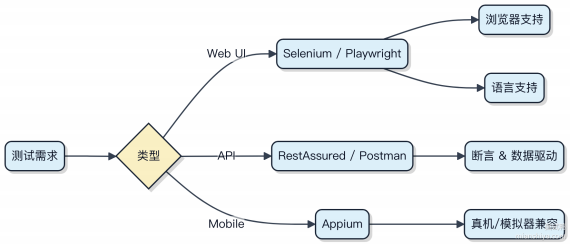 浏览器支持
Web UI
Selenium / Playwright
语言支持
测试需求
类型
API
RestAssured / Postman
断言 & 数据驱动
Mobile
Appium
真机/模拟器兼容